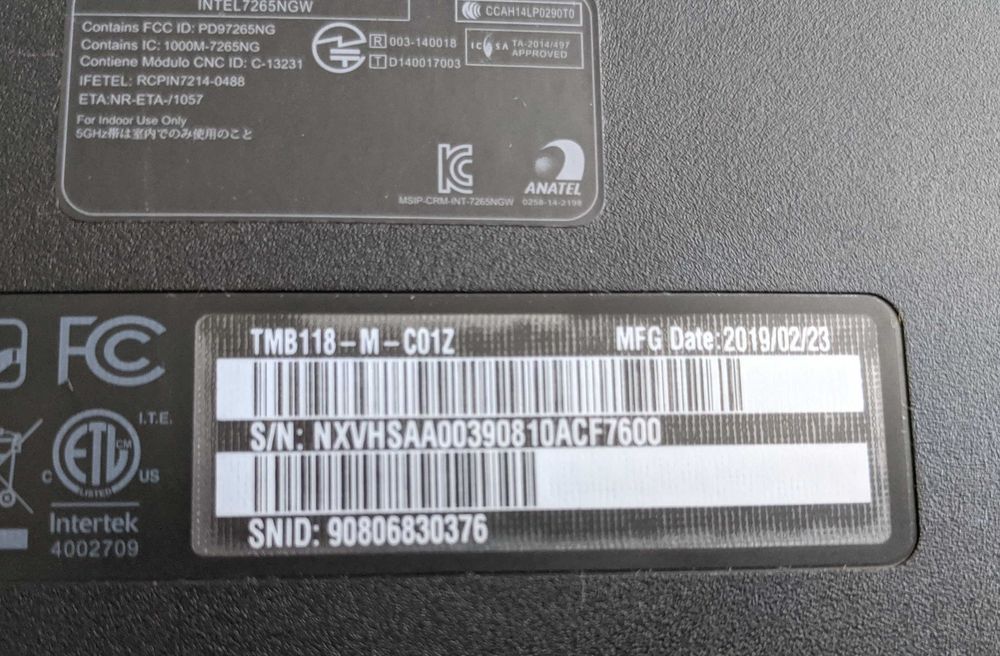 INTEL7265NGW
CCAH14LP0290T0
Contains FCC ID: PD97265NG
Contains IC: 1000M-7265NG
Contiene Módulo CNC ID: C-13231
IFETEL: RCPIN7214-0488
ETA:NR-ETA-/1057
R 003-140018
T D140017003
ICASA TA-2014/497
APPROVED
For Indoor Use Only
5GHz帯は室内でのみ使用のこと
MSIP-CRM-INT-7265NGW
ANATEL
0258-14-2198
FC
TMB118-M-C01Z
MFG Date:2019/02/23
S/N: NXVHSAA00390810ACF7600
SNID: 90806830376
I.T.E.
ETL CM
LISTED
C US
Intertek
4002709